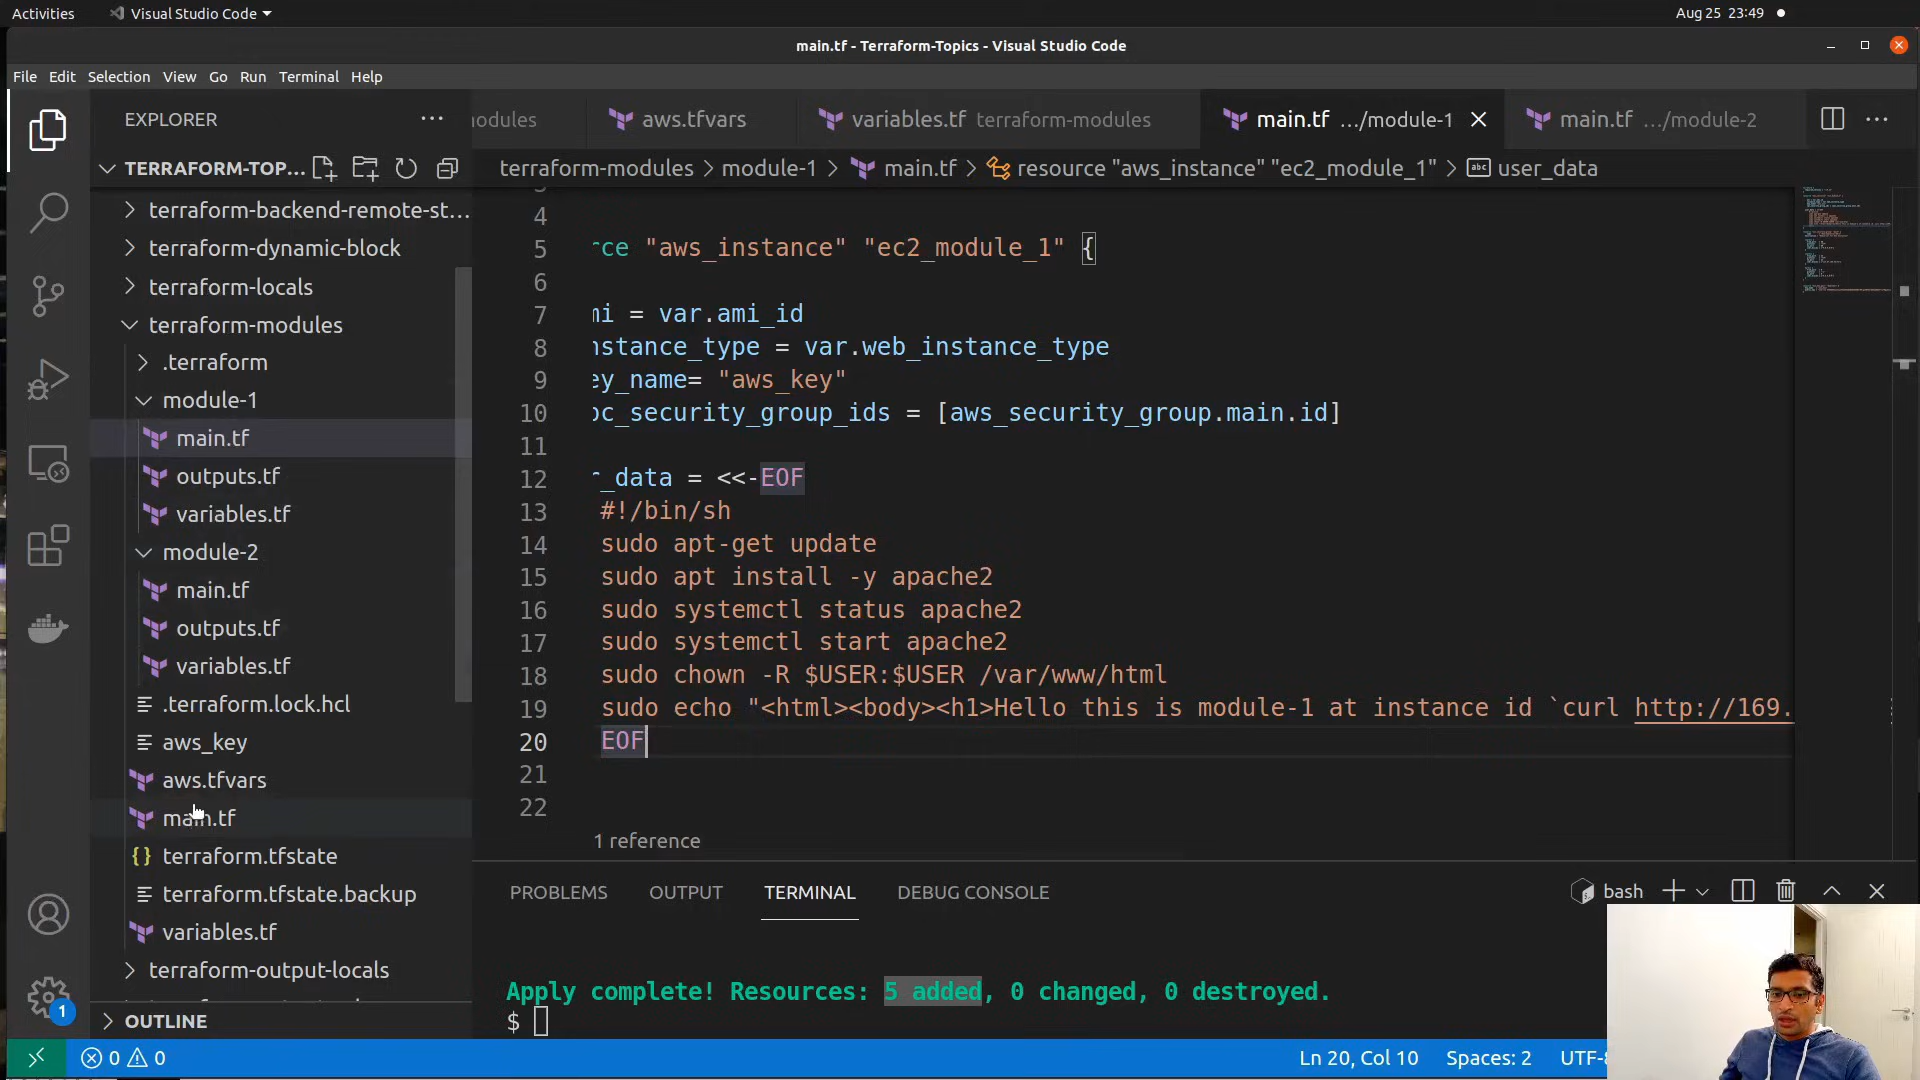 Activities
Visual Studio Code
Aug 25 23:49
main.tf - Terraform-Topics - Visual Studio Code
File Edit Selection View Go Run Terminal Help
EXPLORER
odules
aws.tfvars
variables.tf terraform-modules
main.tf .../module-1
main.tf .../module-2
TERRAFORM-TOP...
terraform-modules > module-1 > main.tf > resource "aws_instance" "ec2_module_1" > user_data
terraform-backend-remote-st...
terraform-dynamic-block
terraform-locals
terraform-modules
.terraform
module-1
main.tf
outputs.tf
variables.tf
module-2
main.tf
outputs.tf
variables.tf
.terraform.lock.hcl
aws_key
aws.tfvars
main.tf
terraform.tfstate
terraform.tfstate.backup
variables.tf
terraform-output-locals
OUTLINE
4
5 rce "aws_instance" "ec2_module_1" {
6
7 mi = var.ami_id
8 nstance_type = var.web_instance_type
9 ey_name= "aws_key"
10 pc_security_group_ids = [aws_security_group.main.id]
11
12 r_data = <<-EOF
13 #!/bin/sh
14 sudo apt-get update
15 sudo apt install -y apache2
16 sudo systemctl status apache2
17 sudo systemctl start apache2
18 sudo chown -R $USER:$USER /var/www/html
19 sudo echo "<html><body><h1>Hello this is module-1 at instance id `curl http://169.
20 EOF
21
22
1 reference
PROBLEMS OUTPUT TERMINAL DEBUG CONSOLE
bash
Apply complete! Resources: 5 added, 0 changed, 0 destroyed.
$
1
0 0
Ln 20, Col 10 Spaces: 2 UTF-8